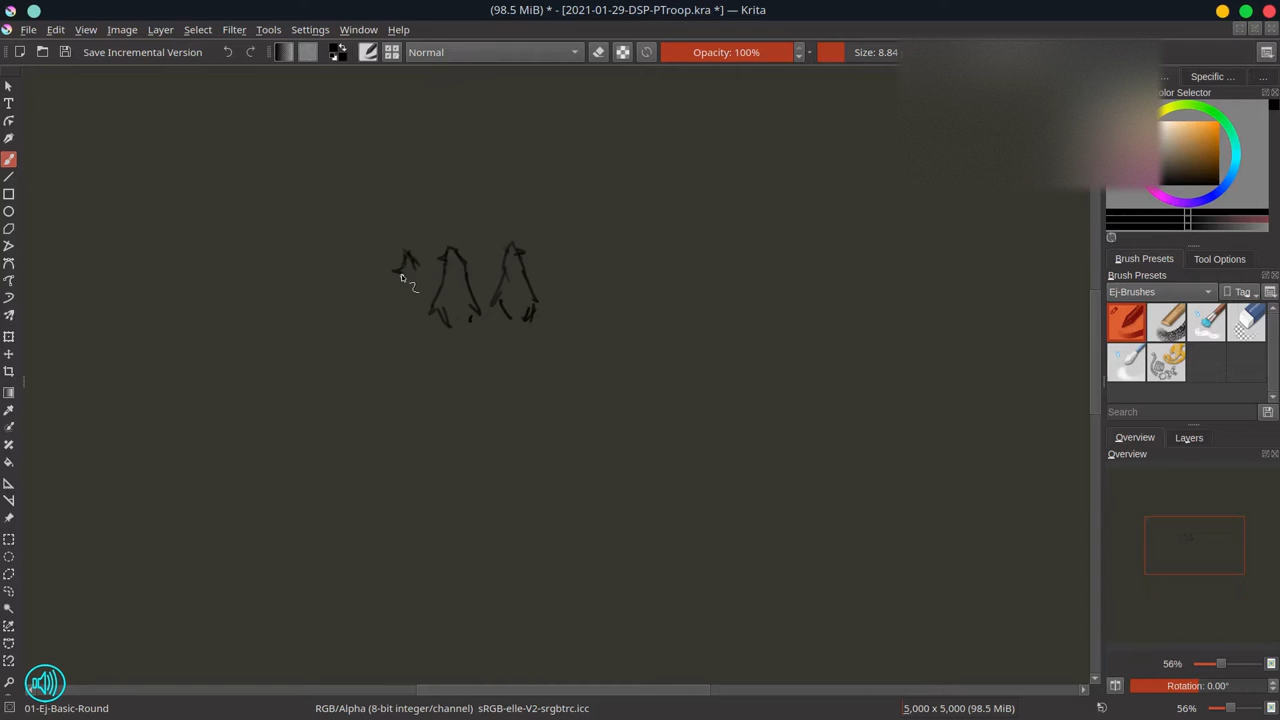 (98.5 MiB) * - [2021-01-29-DSP-PTroop.kra *] — Krita
File Edit View Image Layer Select Filter Tools Settings Window Help
Save Incremental Version Normal Opacity: 100% Size: 8.84
... Specific ... ...
olor Selector
Brush Presets Tool Options
Brush Presets
Ej-Brushes Tag
Search
Overview Layers
Overview
56%
Rotation: 0.00°
01-Ej-Basic-Round RGB/Alpha (8-bit integer/channel) sRGB-elle-V2-srgbtrc.icc 5,000 x 5,000 (98.5 MiB) 56%